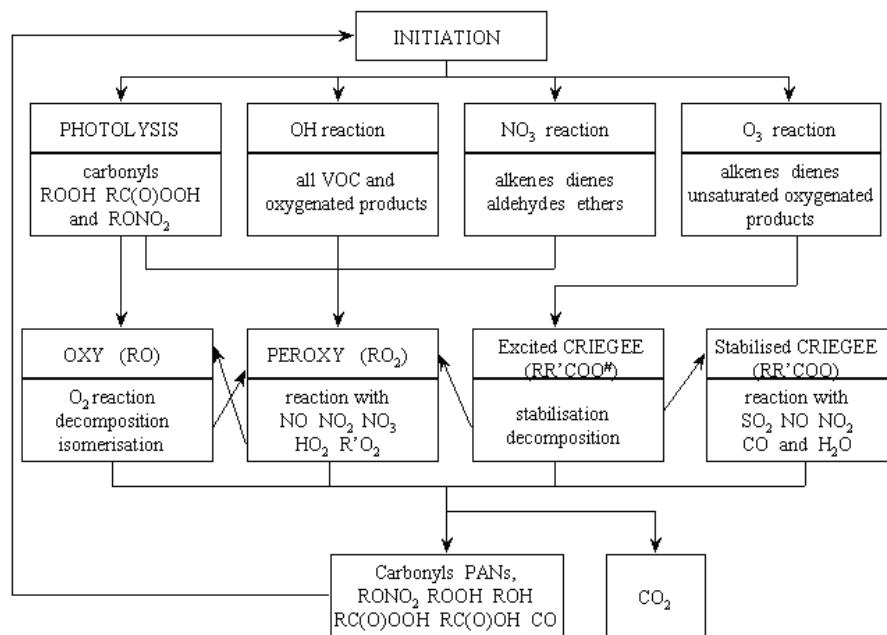 INITIATION
PHOTOLYSIS
carbonyls
ROOH RC(O)OOH
and RONO₂
OH reaction
all VOC and
oxygenated products
NO₃ reaction
alkenes dienes
aldehydes ethers
O₃ reaction
alkenes dienes
unsaturated oxygenated
products
OXY (RO)
O₂ reaction
decomposition
isomerisation
PEROXY (RO₂)
reaction with
NO NO₂ NO₃
HO₂ R'O₂
Excited CRIEGEE
(RR'COO#)
stabilisation
decomposition
Stabilised CRIEGEE
(RR'COO)
reaction with
SO₂ NO NO₂
CO and H₂O
Carbonyls PANs,
RONO₂ ROOH ROH
RC(O)OOH RC(O)OH CO
CO₂